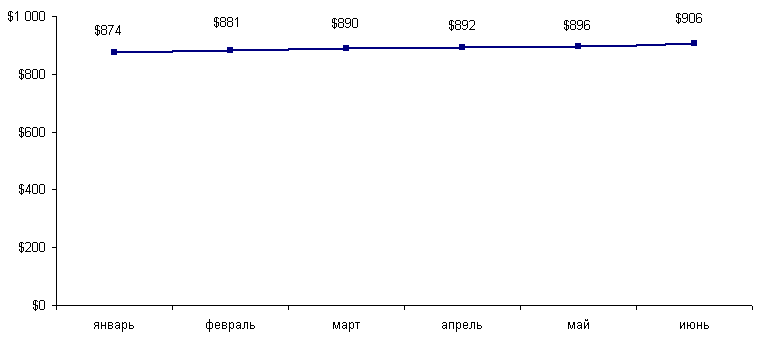 $1 000
$874
$881
$890
$892
$896
$906
$800
$600
$400
$200
$0
январь
февраль
март
апрель
май
июнь